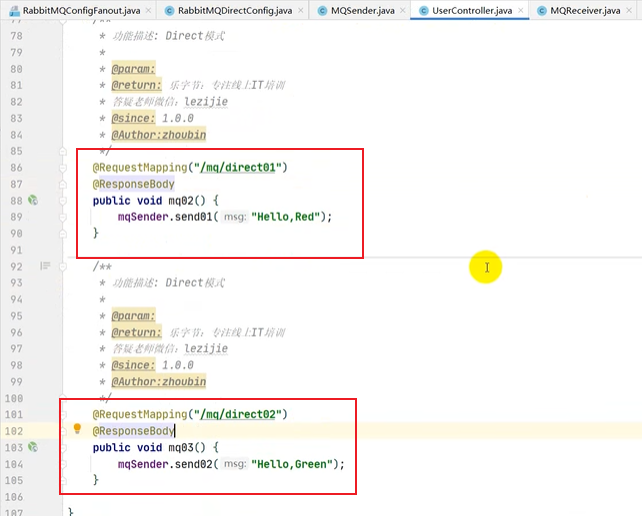 RabbitMQConfigFanout.java × RabbitMQDirectConfig.java × MQSender.java × UserController.java × MQReceiver.java ×
/**
78 * 功能描述: Direct模式
79 *
80 * @param:
81 * @return: 乐字节：专注线上IT培训
82 * 答疑老师微信：lezijie
83 * @since: 1.0.0
84 * @Author:zhoubin
85 */
86 @RequestMapping("/mq/direct01")
87 @ResponseBody
88 public void mq02() {
89 mqSender.send01( msg: "Hello,Red");
90 }
91
92 /**
93 * 功能描述: Direct模式
94 *
95 * @param:
96 * @return: 乐字节：专注线上IT培训
97 * 答疑老师微信：lezijie
98 * @since: 1.0.0
99 * @Author:zhoubin
100 */
101 @RequestMapping("/mq/direct02")
102 @ResponseBody
103 public void mq03() {
104 mqSender.send02( msg: "Hello,Green");
105 }
106
107 }